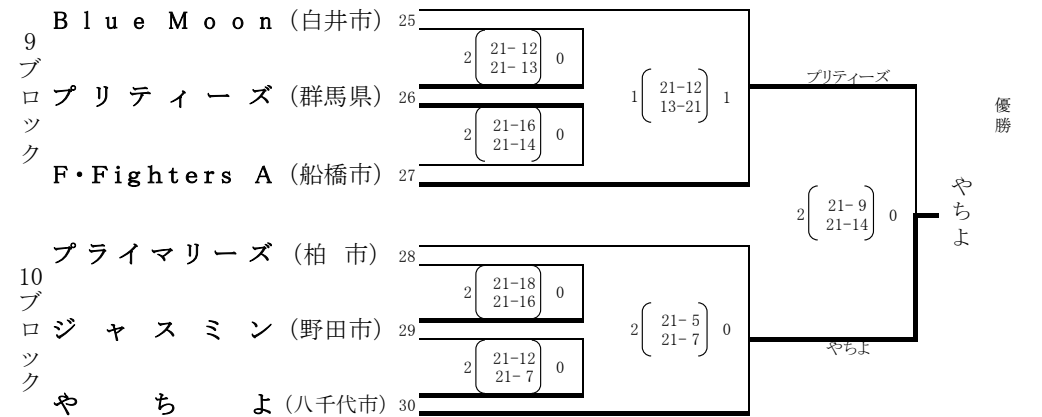 9ブロック
Blue Moon（白井市） 25
2 21-12 0
21-13
プリティーズ（群馬県） 26
2 21-16 0
21-14
F・Fighters A（船橋市） 27
1 21-12 1
13-21
プリティーズ
10ブロック
プライマリーズ（柏 市） 28
2 21-18 0
21-16
ジャスミン（野田市） 29
2 21-12 0
21-7
やちよ（八千代市） 30
2 21-5 0
21-7
やちよ
2 21-9 0
21-14
やちよ
優勝